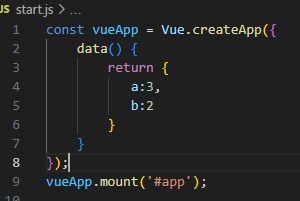 JS start.js > ...
1 const vueApp = Vue.createApp({
2 data() {
3 return {
4 a:3,
5 b:2
6 }
7 }
8 });
9 vueApp.mount('#app');
10